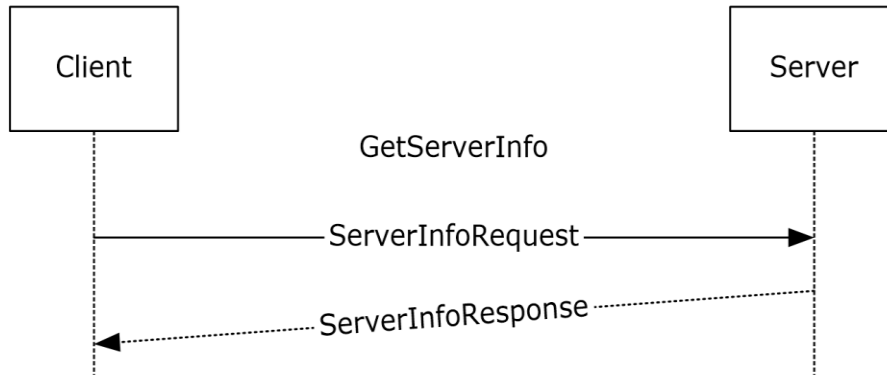 Client
Server
GetServerInfo
ServerInfoRequest
ServerInfoResponse